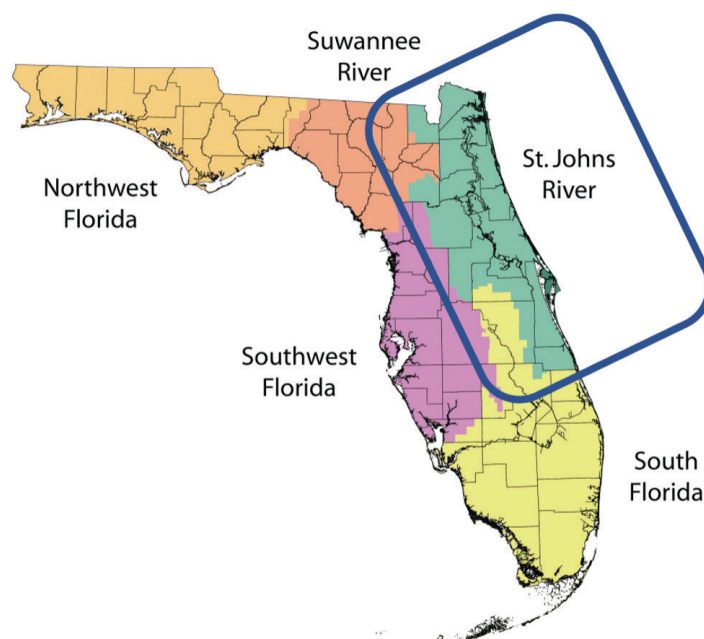 Suwannee
River
St. Johns
River
Northwest
Florida
Southwest
Florida
South
Florida